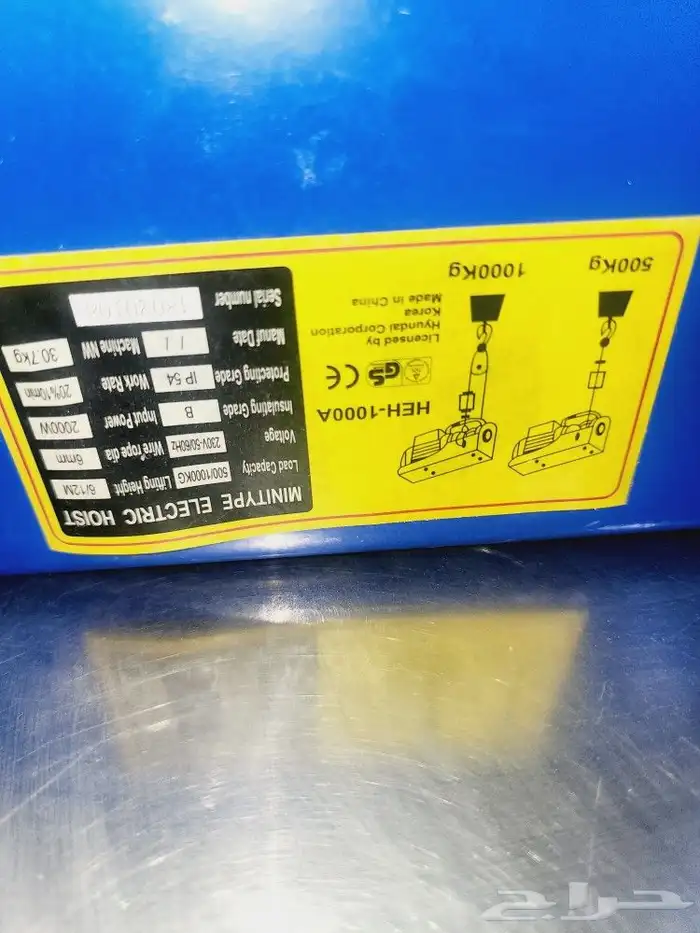 MINITYPE ELECTRIC HOIST
Load Capacity 500/1000KG Lifting Height 6/12M
Voltage 230V-50/60Hz Wire rope dia 6mm
Insulating Grade B Input Power 2000W
Protecting Grade IP 54 Work Rate 20%10min
Manut Date / / Machine NW 30.7kg
Serial number
HEH-1000A
GS CE
Licensed by
Hyundai Corporation
Korea
Made in China
500Kg
1000Kg
حراج